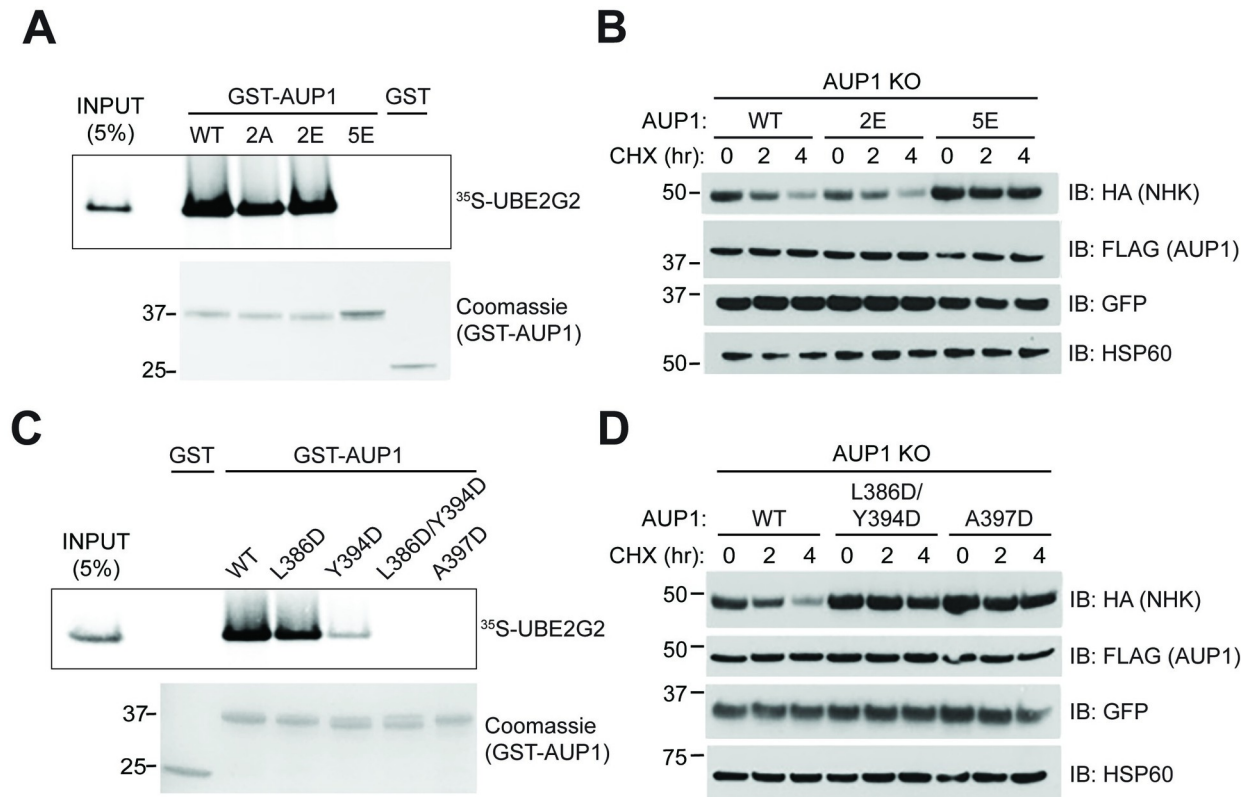 A
GST-AUP1 GST
INPUT
(5%)
WT 2A 2E 5E
35S-UBE2G2
37–
25–
Coomassie
(GST-AUP1)
B
AUP1 KO
AUP1: WT 2E 5E
CHX (hr): 0 2 4 0 2 4 0 2 4
50– IB: HA (NHK)
37– IB: FLAG (AUP1)
37– IB: GFP
50– IB: HSP60
C
GST GST-AUP1
INPUT
(5%)
WT L386D Y394D L386D/Y394D A397D
35S-UBE2G2
37–
25–
Coomassie
(GST-AUP1)
D
AUP1 KO
L386D/
AUP1: WT Y394D A397D
CHX (hr): 0 2 4 0 2 4 0 2 4
50– IB: HA (NHK)
50– IB: FLAG (AUP1)
37– IB: GFP
75– IB: HSP60